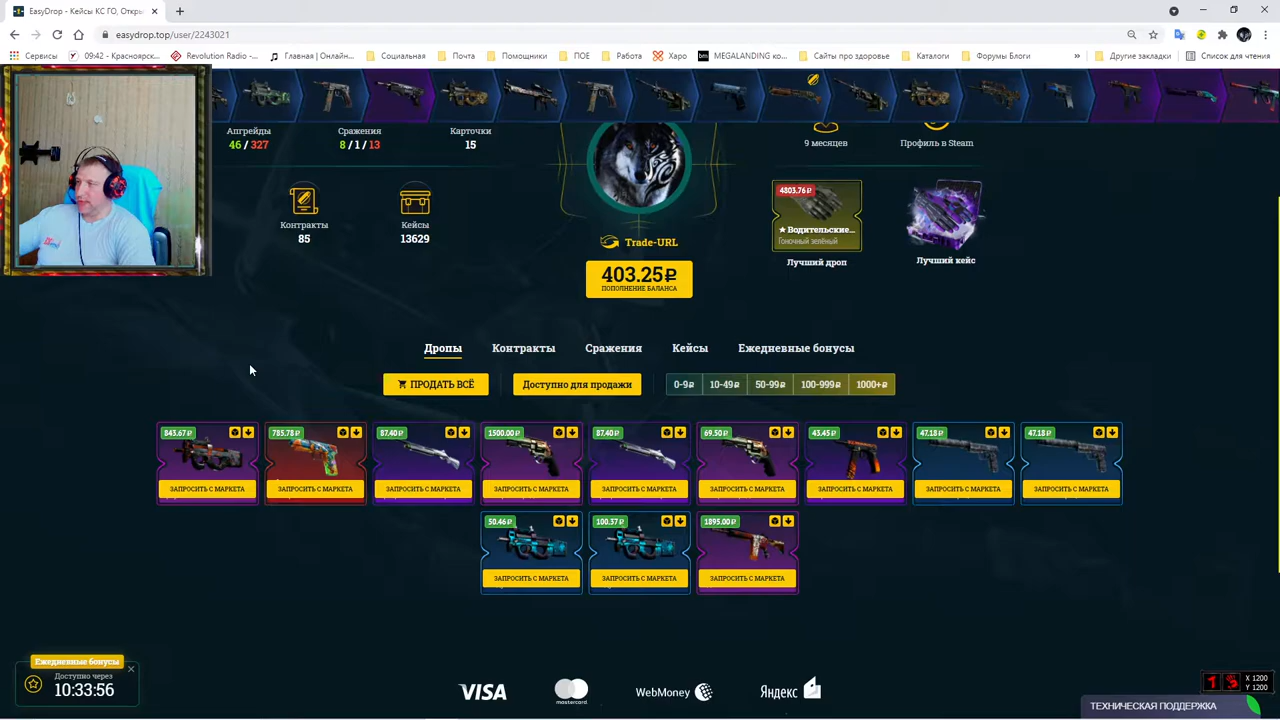 EasyDrop - Кейсы КС ГО, Откры
easydrop.top/user/2243021
Сервисы
09:42 - Красноярск...
Revolution Radio -...
Главная | Онлайн...
Социальная
Почта
Помощники
ПОЕ
Работа
Харо
MEGALANDING ко...
Сайты про здоровье
Каталоги
Форумы Блоги
»
Другие закладки
Список для чтения
Апгрейды
46 / 327
Сражения
8 / 1 / 13
Карточки
15
9 месяцев
Профиль в Steam
Контракты
85
Кейсы
13629
Trade-URL
403.25₽
ПОПОЛНЕНИЕ БАЛАНСА
4803.76 ₽
★ Водительские...
Гоночный зелёный
Лучший дроп
Лучший кейс
Дропы
Контракты
Сражения
Кейсы
Ежедневные бонусы
ПРОДАТЬ ВСЁ
Доступно для продажи
0-9₽
10-49₽
50-99₽
100-999₽
1000+₽
843.67 ₽
785.78 ₽
87.40 ₽
1500.00 ₽
87.40 ₽
69.50 ₽
43.45 ₽
47.18 ₽
47.18 ₽
ЗАПРОСИТЬ С МАРКЕТА
ЗАПРОСИТЬ С МАРКЕТА
ЗАПРОСИТЬ С МАРКЕТА
ЗАПРОСИТЬ С МАРКЕТА
ЗАПРОСИТЬ С МАРКЕТА
ЗАПРОСИТЬ С МАРКЕТА
ЗАПРОСИТЬ С МАРКЕТА
ЗАПРОСИТЬ С МАРКЕТА
ЗАПРОСИТЬ С МАРКЕТА
50.46 ₽
100.37 ₽
1895.00 ₽
ЗАПРОСИТЬ С МАРКЕТА
ЗАПРОСИТЬ С МАРКЕТА
ЗАПРОСИТЬ С МАРКЕТА
Ежедневные бонусы
Доступно через
10:33:56
VISA
mastercard
WebMoney
Яндекс
X 1200
Y 1200
ТЕХНИЧЕСКАЯ ПОДДЕРЖКА